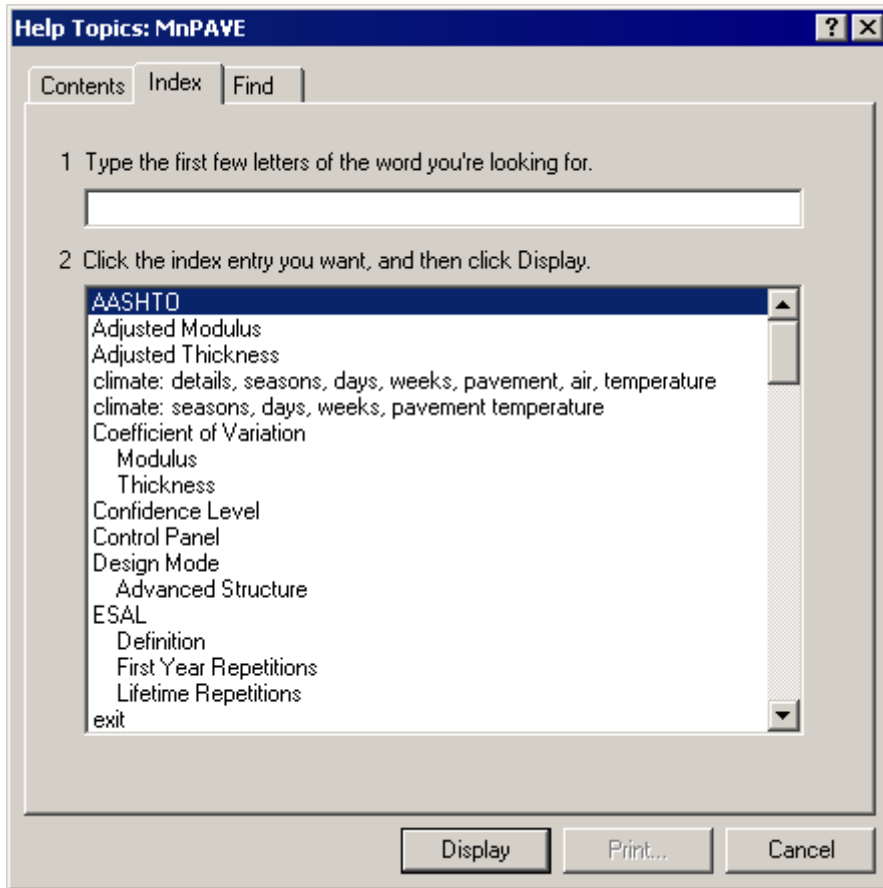 Help Topics: MnPAVE
Contents Index Find
1 Type the first few letters of the word you're looking for.
2 Click the index entry you want, and then click Display.
AASHTO
Adjusted Modulus
Adjusted Thickness
climate: details, seasons, days, weeks, pavement, air, temperature
climate: seasons, days, weeks, pavement temperature
Coefficient of Variation
Modulus
Thickness
Confidence Level
Control Panel
Design Mode
Advanced Structure
ESAL
Definition
First Year Repetitions
Lifetime Repetitions
exit
Display Print... Cancel